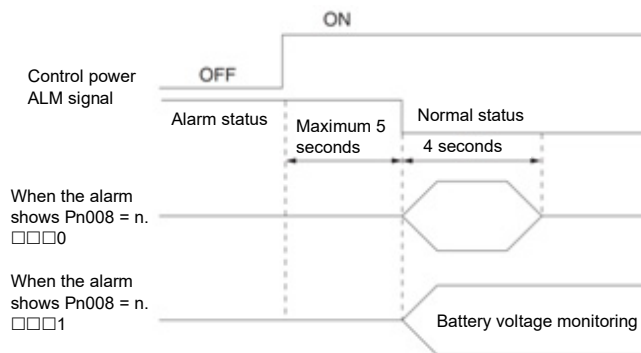 ON
OFF
Control power
ALM signal
Alarm status
Maximum 5
seconds
Normal status
4 seconds
When the alarm
shows Pn008 = n.
□□□0
When the alarm
shows Pn008 = n.
□□□1
Battery voltage monitoring